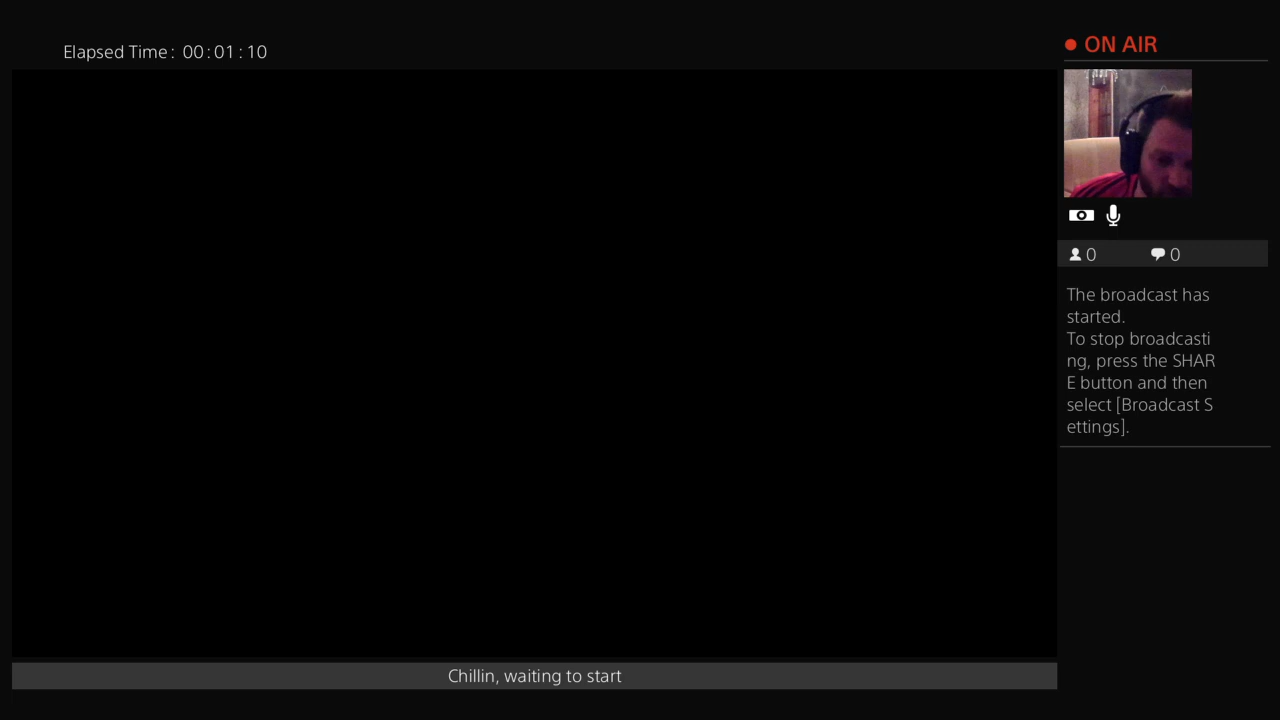 Elapsed Time: 00:01:10
ON AIR
0 0
The broadcast has
started.
To stop broadcasti
ng, press the SHAR
E button and then
select [Broadcast S
ettings].
Chillin, waiting to start